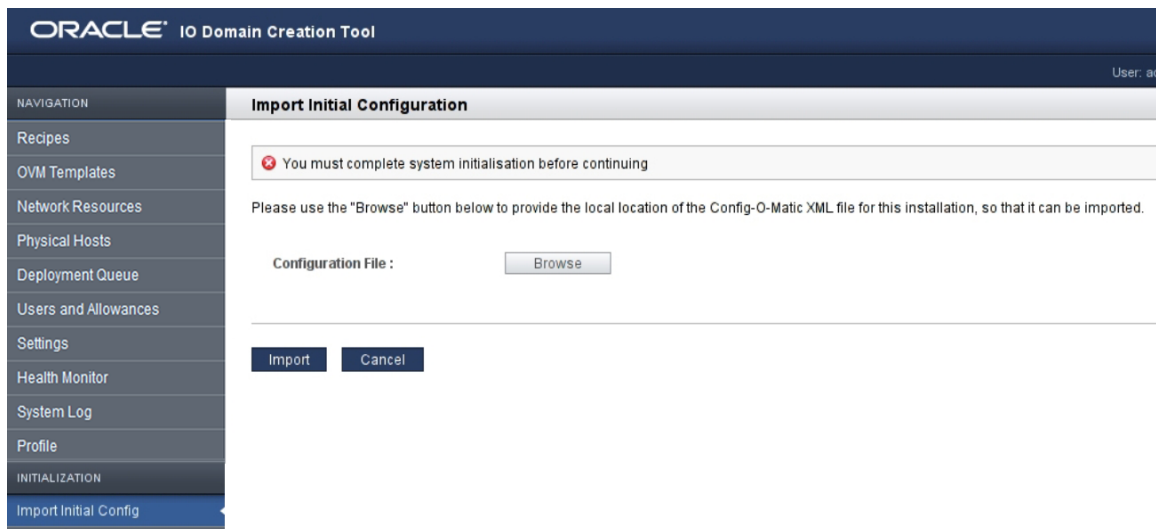 ORACLE® IO Domain Creation Tool
NAVIGATION
Recipes
OVM Templates
Network Resources
Physical Hosts
Deployment Queue
Users and Allowances
Settings
Health Monitor
System Log
Profile
INITIALIZATION
Import Initial Config
User:
Import Initial Configuration
You must complete system initialisation before continuing
Please use the "Browse" button below to provide the local location of the Config-O-Matic XML file for this installation, so that it can be imported.
Configuration File : Browse
Import Cancel